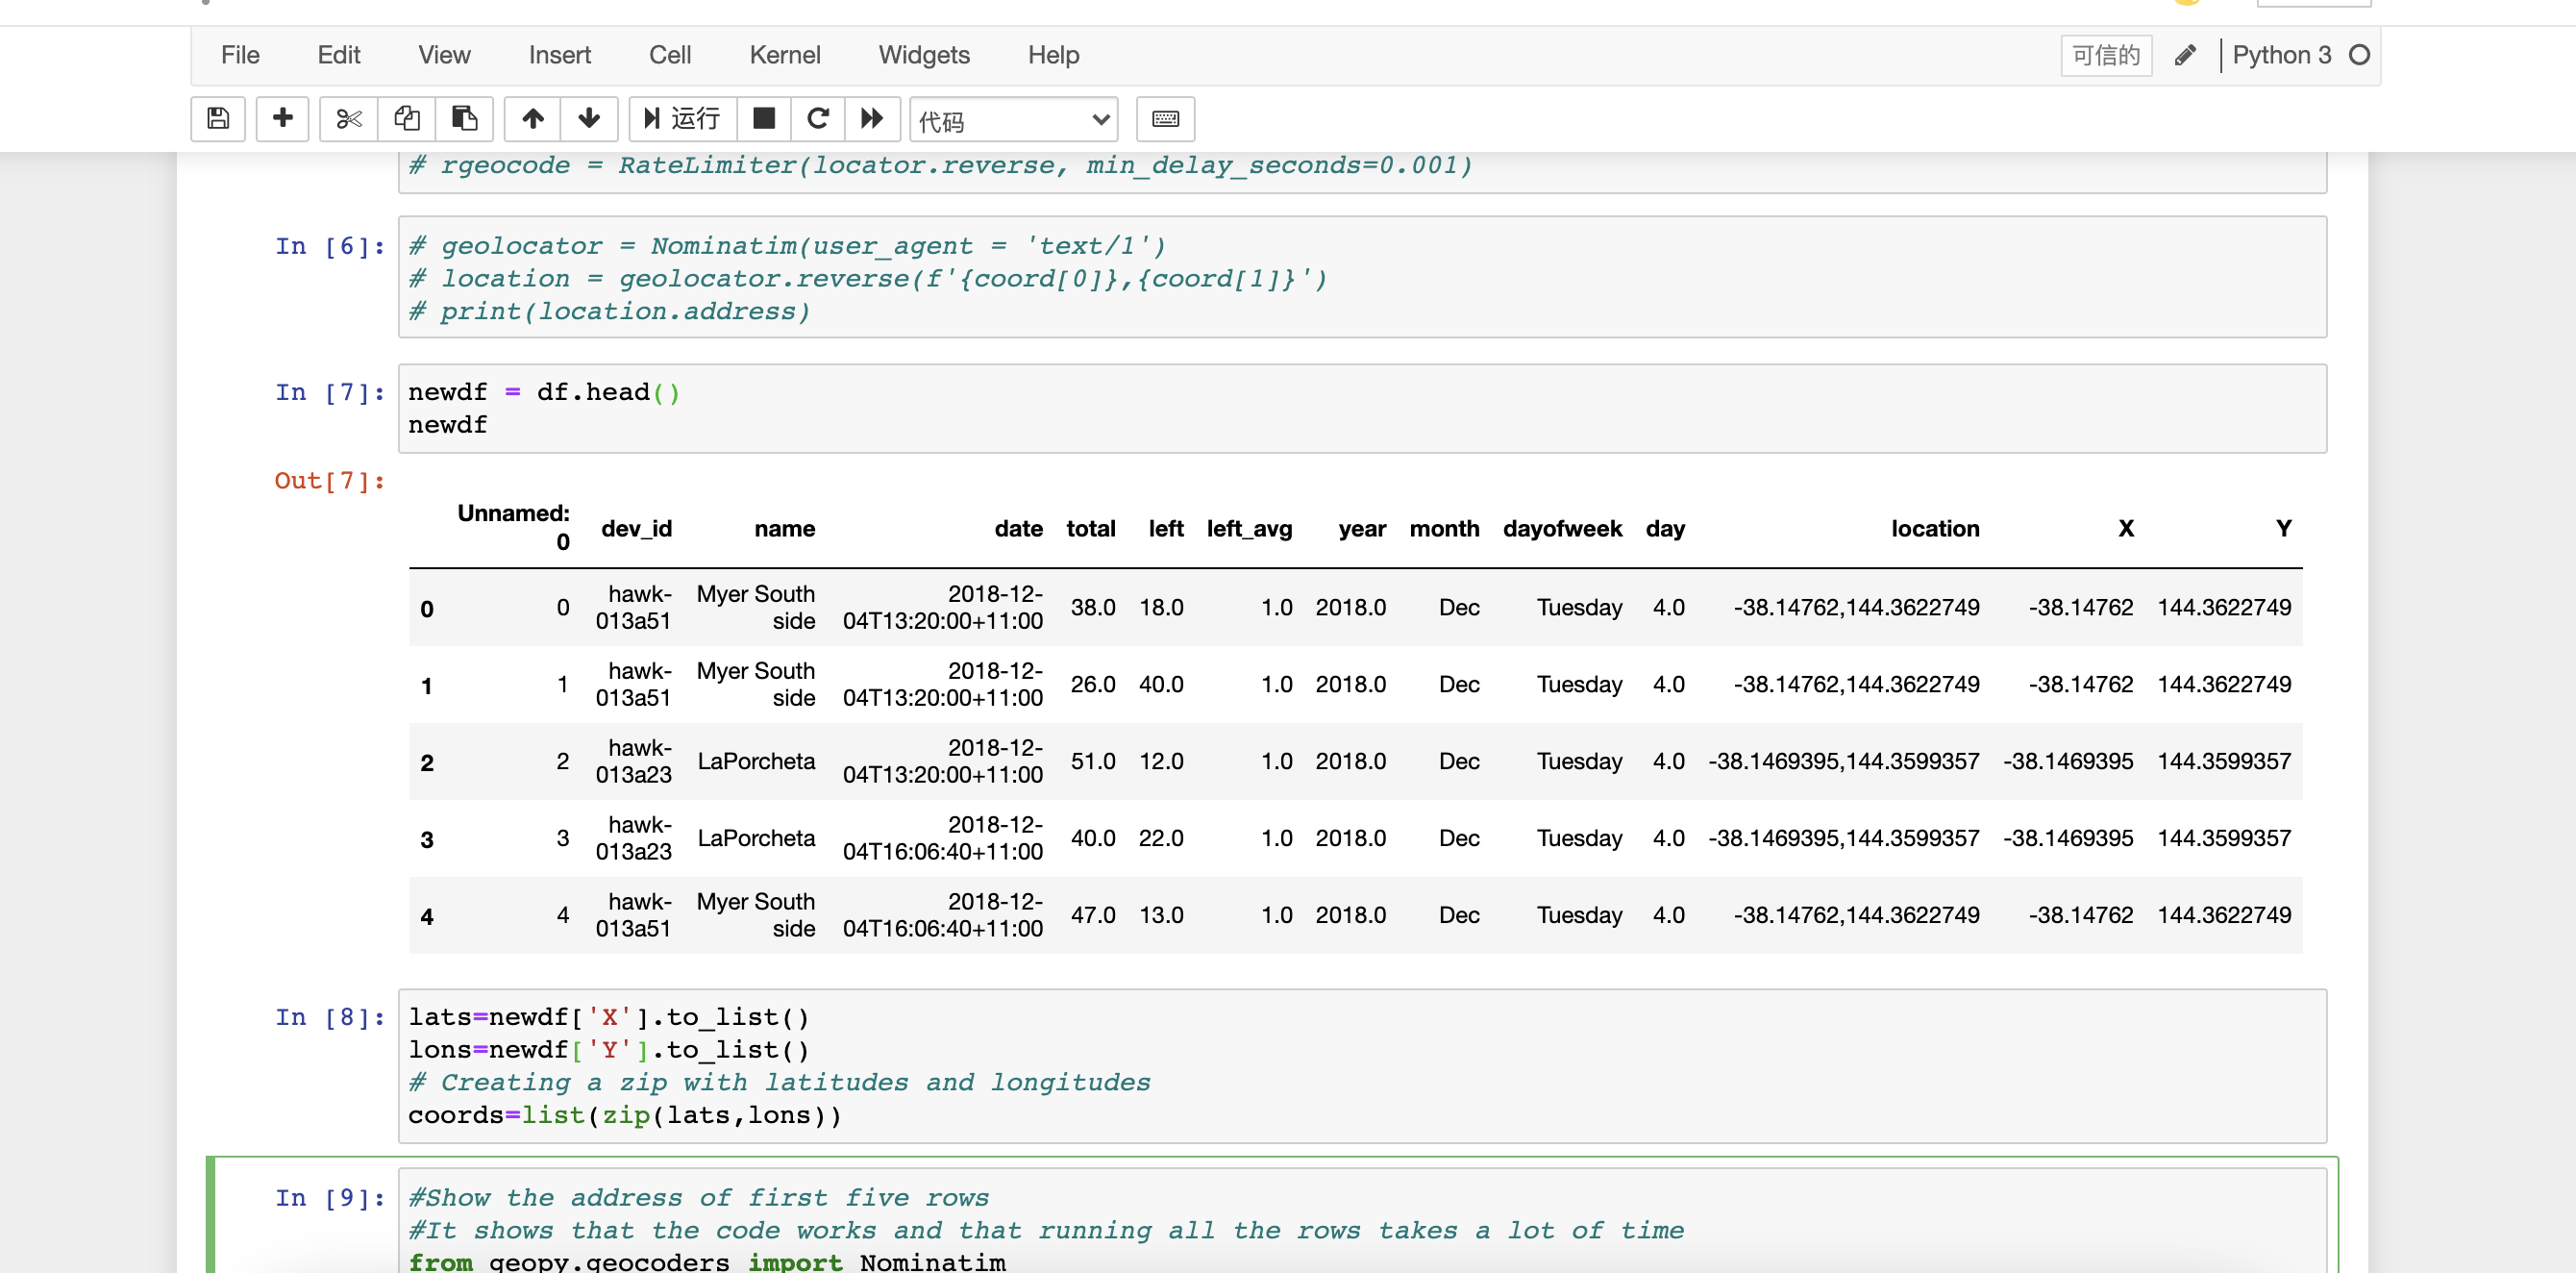 File Edit View Insert Cell Kernel Widgets Help 可信的 Python 3
运行 代码
# rgeocode = RateLimiter(locator.reverse, min_delay_seconds=0.001)
In [6]: # geolocator = Nominatim(user_agent = 'text/1')
# location = geolocator.reverse(f'{coord[0]},{coord[1]}')
# print(location.address)
In [7]: newdf = df.head()
newdf
Out[7]:
Unnamed: 0 dev_id name date total left left_avg year month dayofweek day location X Y
0 0 hawk-013a51 Myer South side 2018-12-04T13:20:00+11:00 38.0 18.0 1.0 2018.0 Dec Tuesday 4.0 -38.14762,144.3622749 -38.14762 144.3622749
1 1 hawk-013a51 Myer South side 2018-12-04T13:20:00+11:00 26.0 40.0 1.0 2018.0 Dec Tuesday 4.0 -38.14762,144.3622749 -38.14762 144.3622749
2 2 hawk-013a23 LaPorcheta 2018-12-04T13:20:00+11:00 51.0 12.0 1.0 2018.0 Dec Tuesday 4.0 -38.1469395,144.3599357 -38.1469395 144.3599357
3 3 hawk-013a23 LaPorcheta 2018-12-04T16:06:40+11:00 40.0 22.0 1.0 2018.0 Dec Tuesday 4.0 -38.1469395,144.3599357 -38.1469395 144.3599357
4 4 hawk-013a51 Myer South side 2018-12-04T16:06:40+11:00 47.0 13.0 1.0 2018.0 Dec Tuesday 4.0 -38.14762,144.3622749 -38.14762 144.3622749
In [8]: lats=newdf['X'].to_list()
lons=newdf['Y'].to_list()
# Creating a zip with latitudes and longitudes
coords=list(zip(lats,lons))
In [9]: #Show the address of first five rows
#It shows that the code works and that running all the rows takes a lot of time
from geopy.geocoders import Nominatim